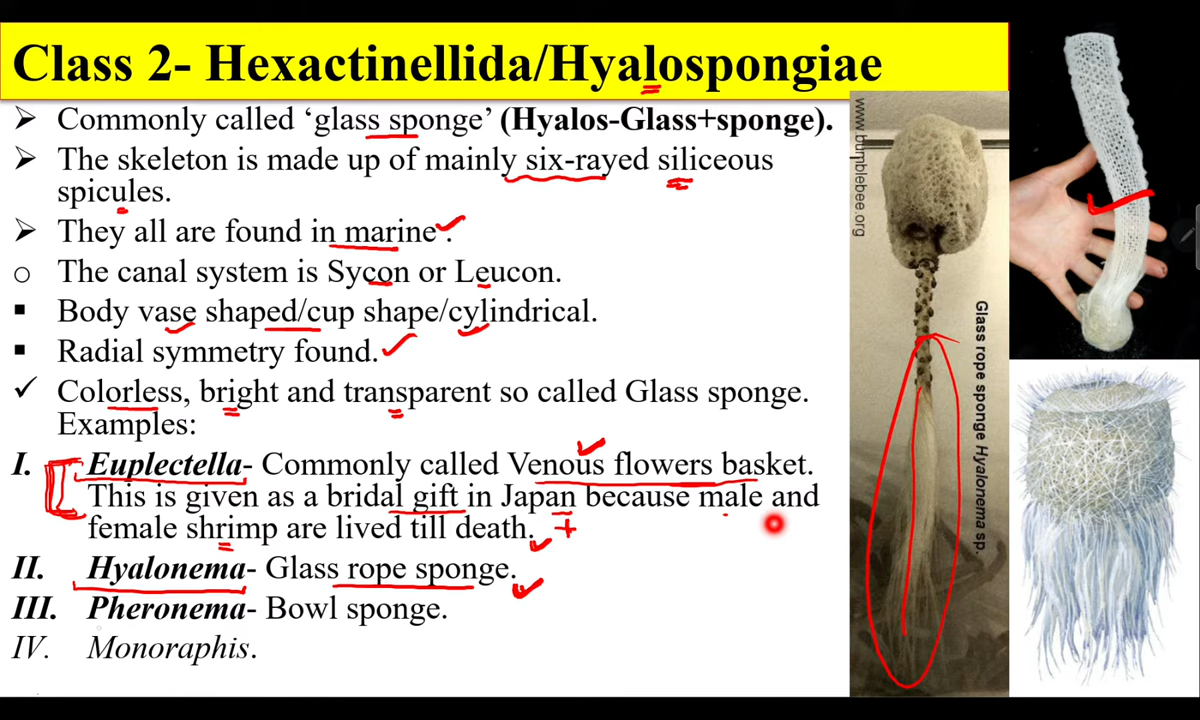 Class 2- Hexactinellida/Hyalospongiae
➢ Commonly called ‘glass sponge’ (Hyalos-Glass+sponge).
➢ The skeleton is made up of mainly six-rayed siliceous
spicules.
➢ They all are found in marine .
o The canal system is Sycon or Leucon.
▪ Body vase shaped/cup shape/cylindrical.
▪ Radial symmetry found.
✓ Colorless, bright and transparent so called Glass sponge.
Examples:
I. Euplectella- Commonly called Venous flowers basket.
This is given as a bridal gift in Japan because male and
female shrimp are lived till death.
II. Hyalonema- Glass rope sponge.
III. Pheronema- Bowl sponge.
IV. Monoraphis.
www.bumblebee.org
Glass rope sponge Hyalonema sp.